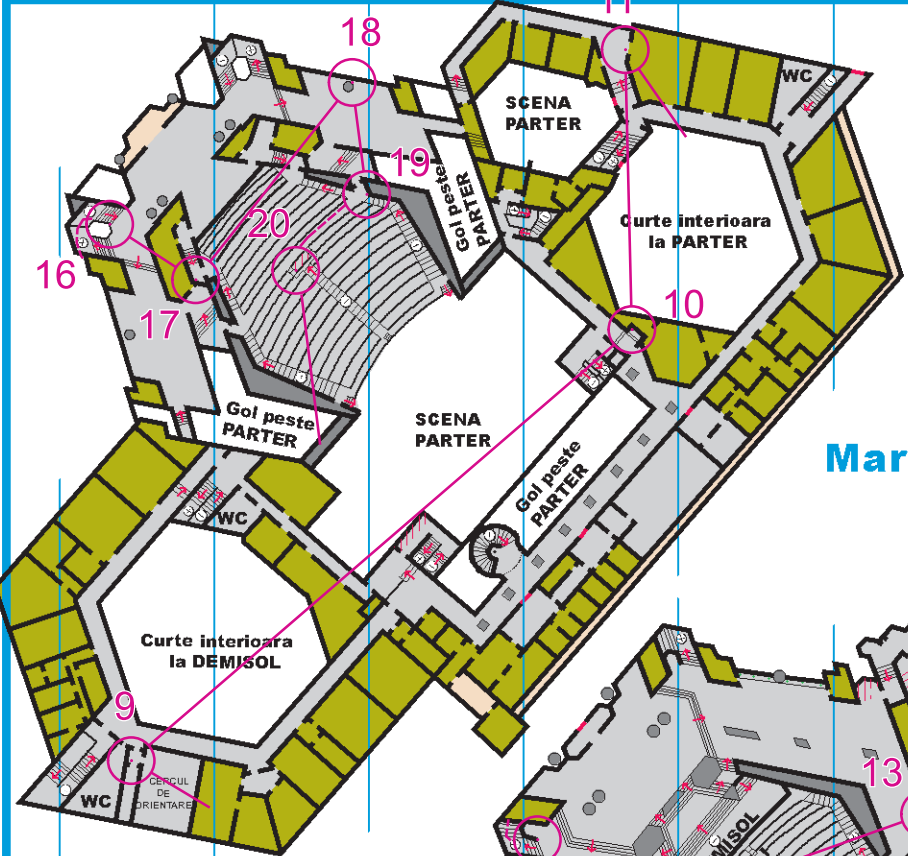 11
18
WC
SCENA
PARTER
19
Gol peste
PARTER
Curte interioara
la PARTER
20
16
17
10
Gol peste
PARTER
SCENA
PARTER
Mar
Gol peste
PARTER
WC
Curte interioara
la DEMISOL
9
CERCUL
DE
ORIENTARE
WC
13
MISOL